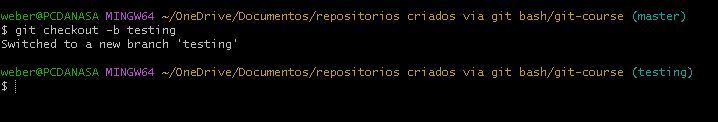 weber@PCDANASA MINGW64 ~/OneDrive/Documentos/repositorios criados via git bash/git-course (master)
$ git checkout -b testing
Switched to a new branch 'testing'
weber@PCDANASA MINGW64 ~/OneDrive/Documentos/repositorios criados via git bash/git-course (testing)
$